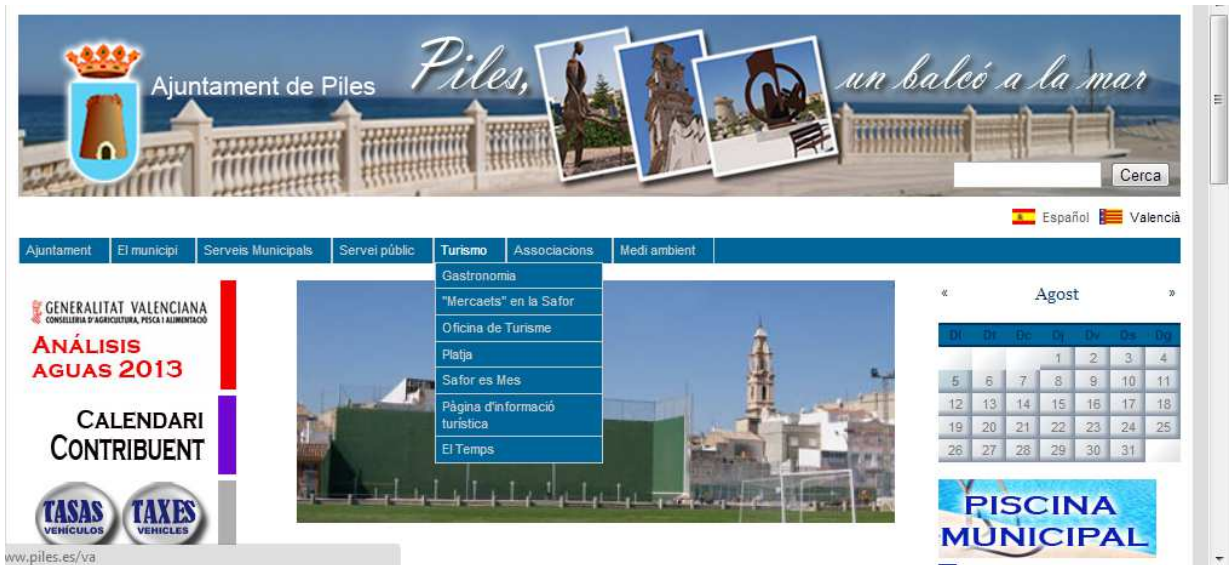 Ajuntament de Piles
Piles, un balcó a la mar
Cerca
Español Valencià
Ajuntament El municipi Serveis Municipals Servei públic Turismo Associacions Medi ambient
Gastronomia
"Mercaets" en la Safor
Oficina de Turisme
Platja
Safor es Mes
Pàgina d'informació
turística
El Temps
GENERALITAT VALENCIANA
CONSELLERIA D'AGRICULTURA, PESCA I ALIMENTACIÓ
ANÁLISIS
AGUAS 2013
CALENDARI
CONTRIBUENT
TASAS
VEHÍCULOS
TAXES
VEHICLES
« Agost »
Dl Dt Dc Dj Dv Ds Dg
1 2 3 4
5 6 7 8 9 10 11
12 13 14 15 16 17 18
19 20 21 22 23 24 25
26 27 28 29 30 31
PISCINA
MUNICIPAL
ww.piles.es/va